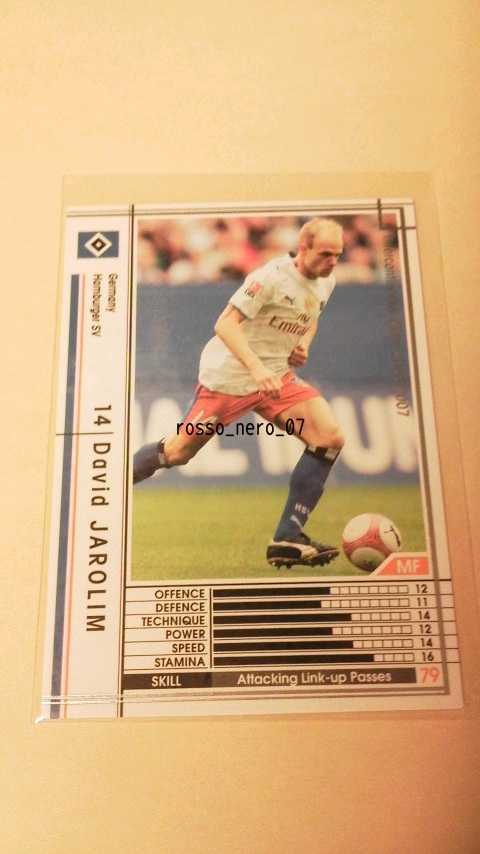 Germany
Hamburger SV
14 David JAROLIM
Emirates
rosso_nero_07
HSV
MF
OFFENCE 12
DEFENCE 11
TECHNIQUE 14
POWER 12
SPEED 14
STAMINA 16
SKILL Attacking Link-up Passes 79